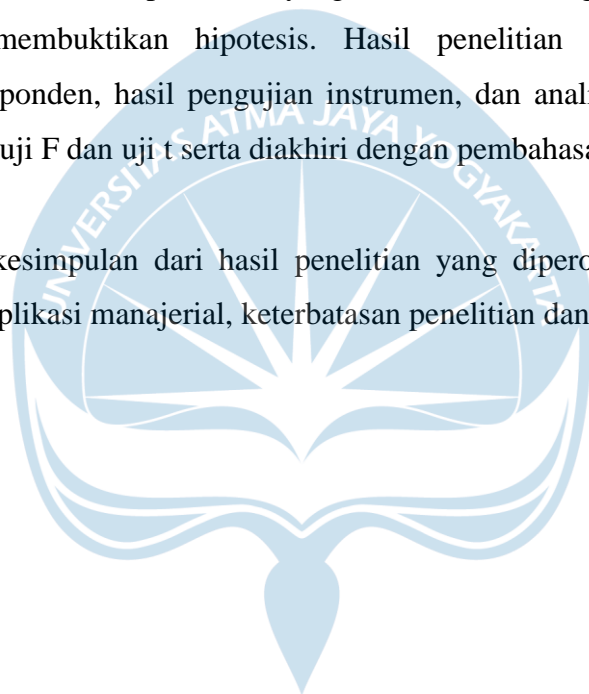 membuktikan hipotesis. Hasil penelitian
ponden, hasil pengujian instrumen, dan anali
uji F dan uji t serta diakhiri dengan pembahasa
kesimpulan dari hasil penelitian yang dipero
plikasi manajerial, keterbatasan penelitian dan
UNIVERSITAS ATMA JAYA YOGYAKARTA